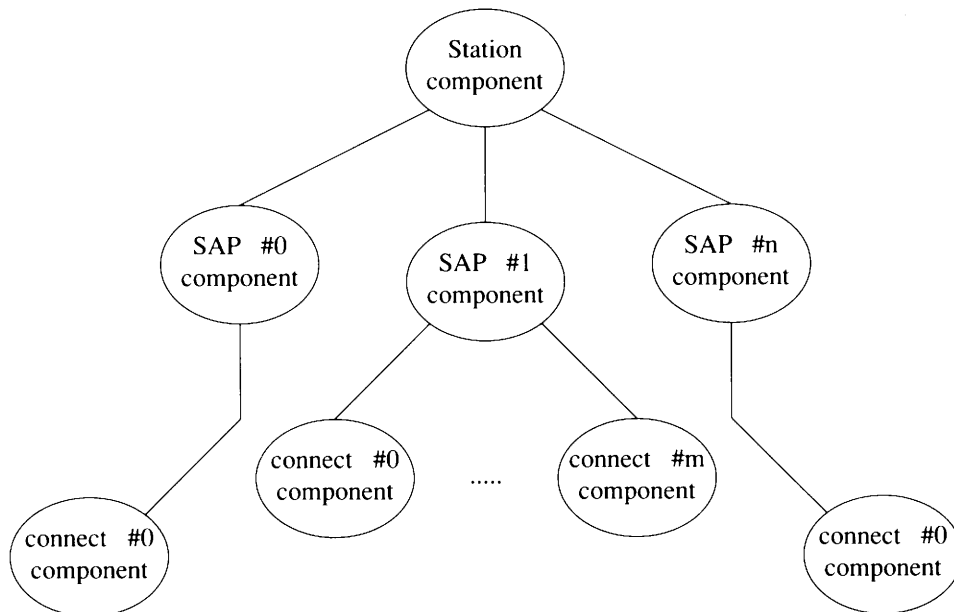 Station
component
SAP #0
component
SAP #1
component
SAP #n
component
connect #0
component
.....
connect #m
component
connect #0
component
connect #0
component